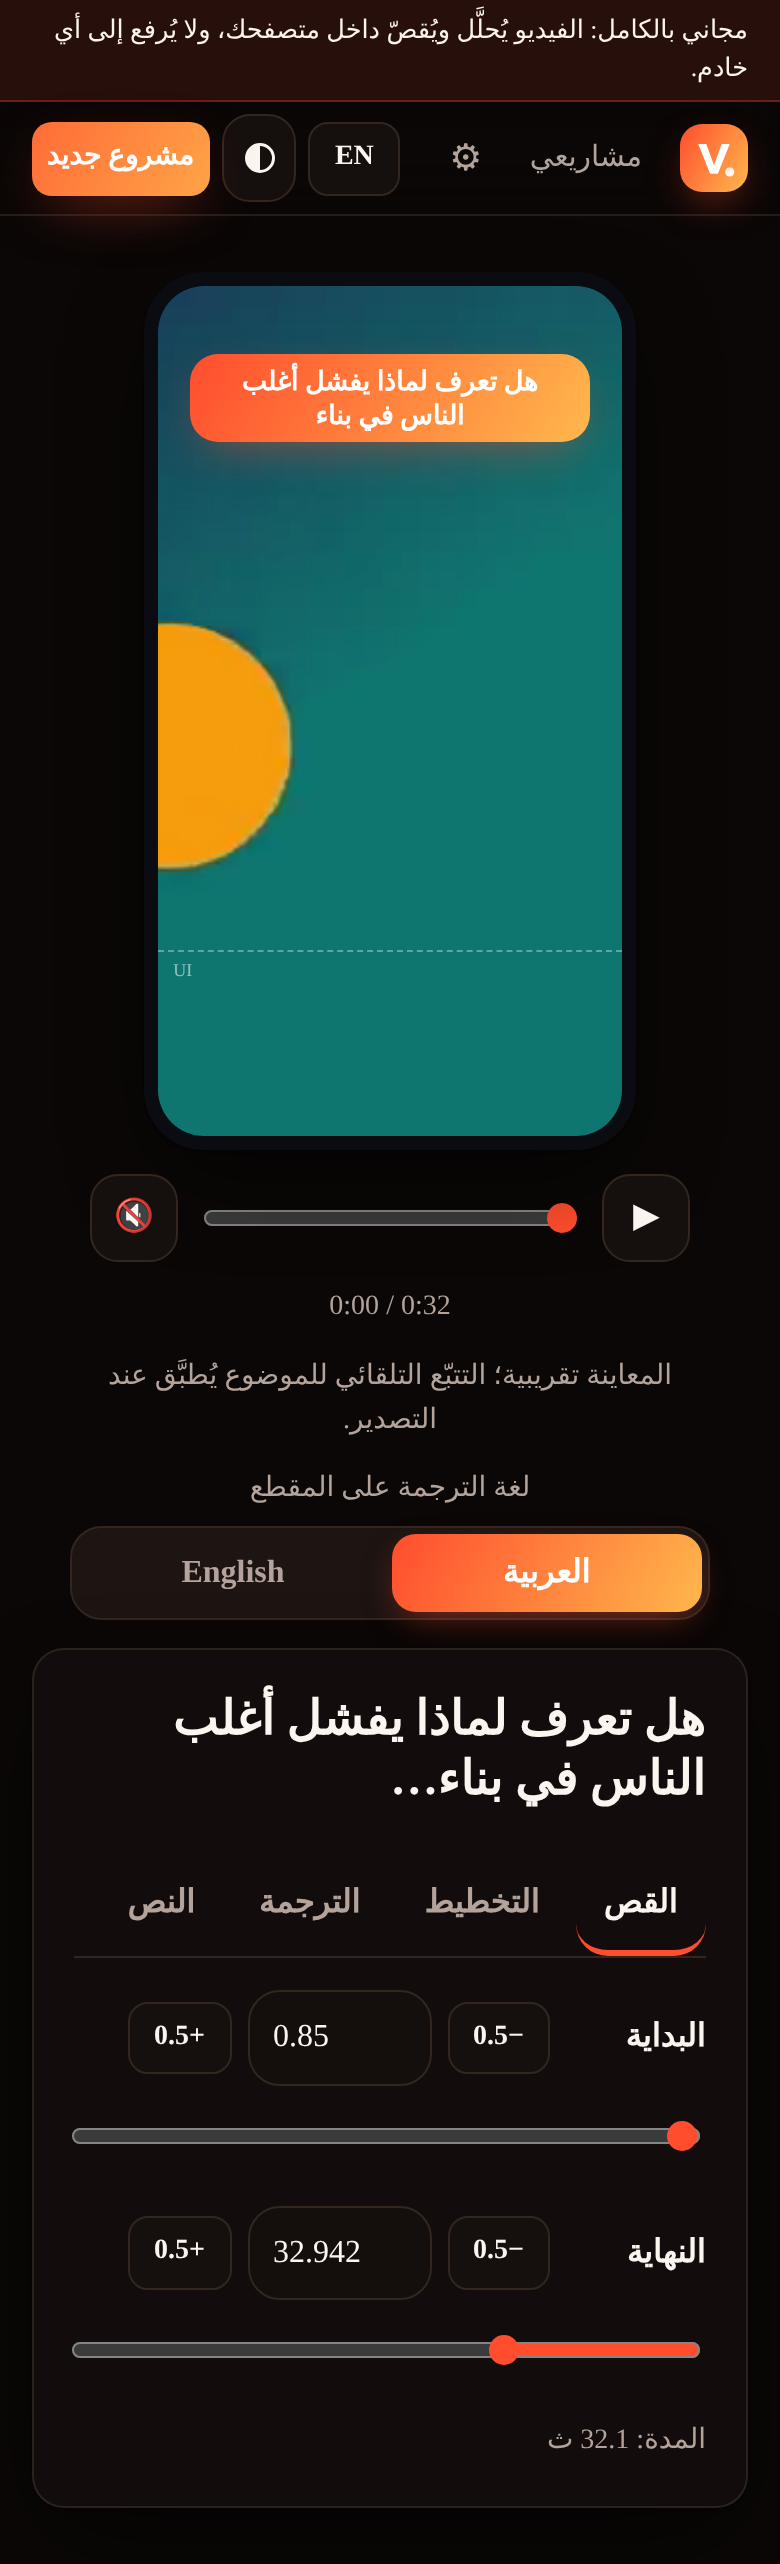 مجاني بالكامل: الفيديو يُحلَّل ويُقصّ داخل متصفحك، ولا يُرفع إلى أي
خادم.
V.
مشاريعي
EN
مشروع جديد
هل تعرف لماذا يفشل أغلب
الناس في بناء
UI
0:00 / 0:32
المعاينة تقريبية؛ التتبّع التلقائي للموضوع يُطبَّق عند
التصدير.
لغة الترجمة على المقطع
العربية
English
هل تعرف لماذا يفشل أغلب
الناس في بناء...
القص
التخطيط
الترجمة
النص
البداية
−0.5
0.85
+0.5
النهاية
−0.5
32.942
+0.5
المدة: 32.1 ث